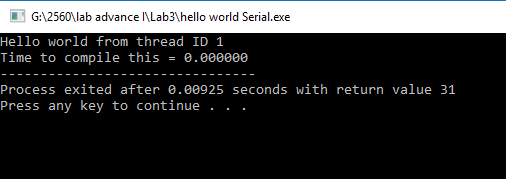 G:\2560\lab advance I\Lab3\hello world Serial.exe
Hello world from thread ID 1
Time to compile this = 0.000000
--------------------------------
Process exited after 0.00925 seconds with return value 31
Press any key to continue . . .